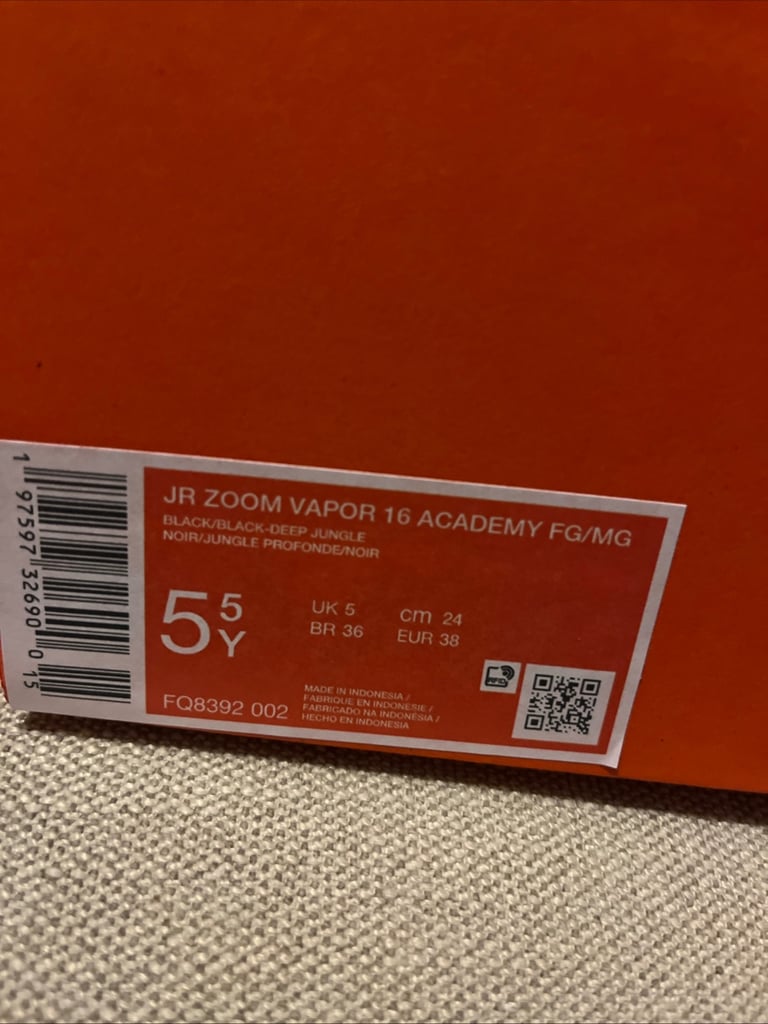 1 97597 32690 0 15
JR ZOOM VAPOR 16 ACADEMY FG/MG
BLACK/BLACK-DEEP JUNGLE
NOIR/JUNGLE PROFONDE/NOIR
5 5 Y
UK 5 cm 24
BR 36 EUR 38
RFID
FQ8392 002
MADE IN INDONESIA /
FABRIQUE EN INDONESIE /
FABRICADO NA INDONÉSIA /
HECHO EN INDONESIA